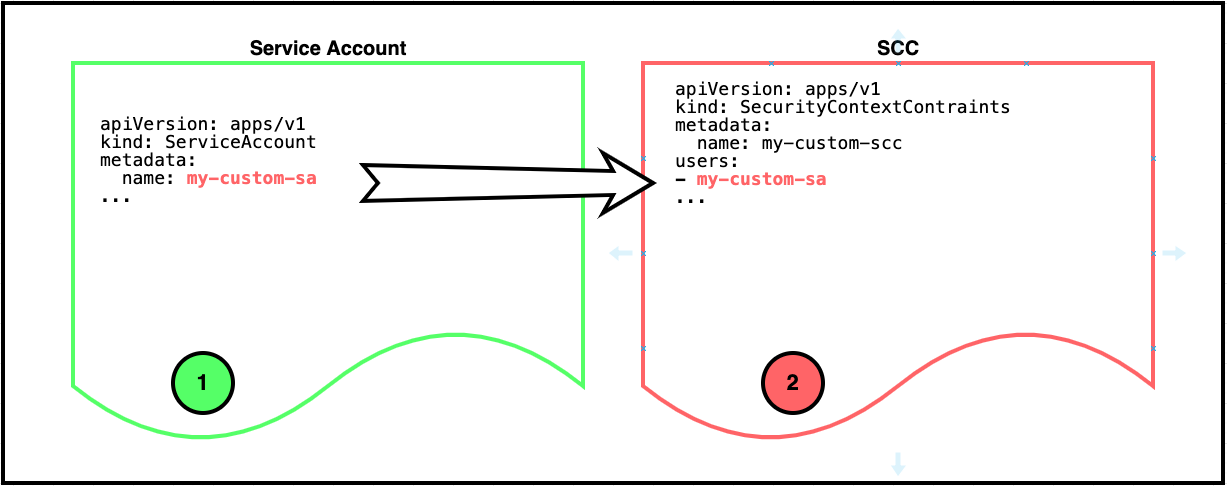 Service Account
apiVersion: apps/v1
kind: ServiceAccount
metadata:
  name: my-custom-sa
...
1
SCC
apiVersion: apps/v1
kind: SecurityContextContraints
metadata:
  name: my-custom-scc
users:
- my-custom-sa
...
2